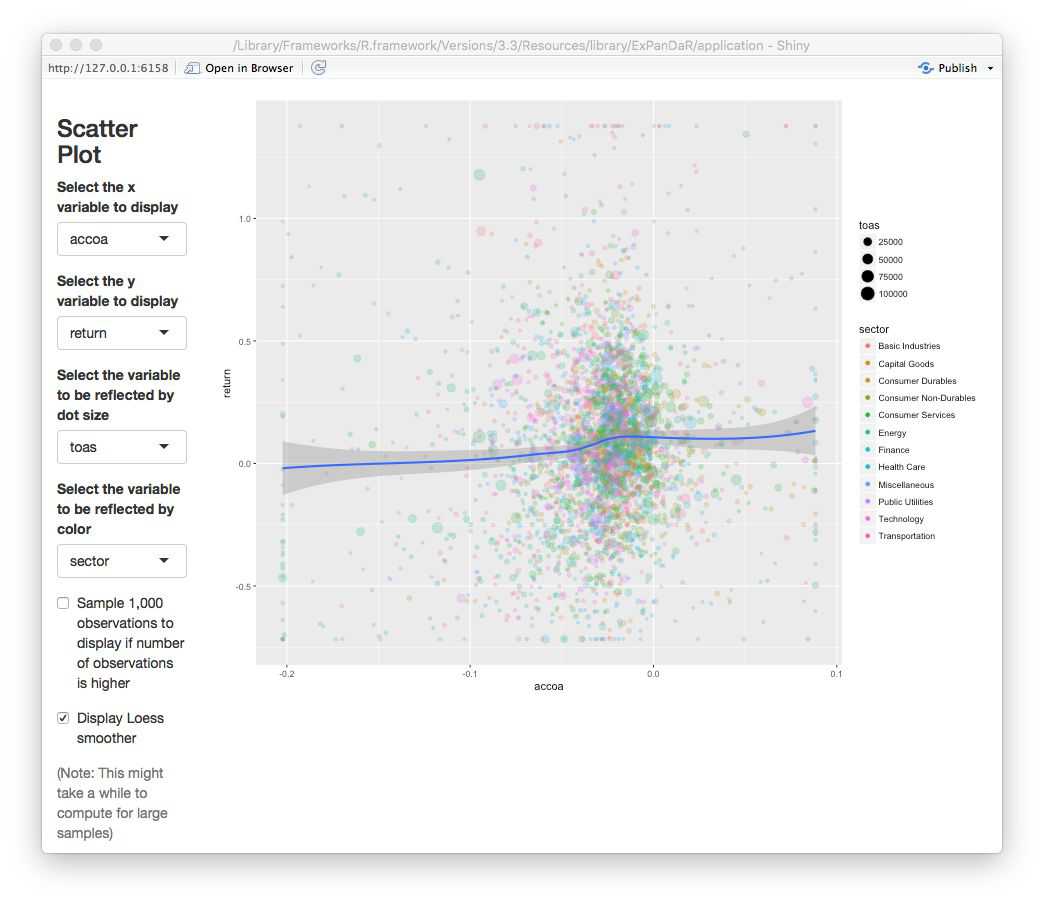 /Library/Frameworks/R.framework/Versions/3.3/Resources/library/ExPanDaR/application - Shiny
http://127.0.0.1:6158
Open in Browser
Publish
Scatter
Plot
Select the x
variable to display
accoa
Select the y
variable to display
return
Select the variable
to be reflected by
dot size
toas
Select the variable
to be reflected by
color
sector
Sample 1,000
observations to
display if number
of observations
is higher
Display Loess
smoother
(Note: This might
take a while to
compute for large
samples)
return
1.0
0.5
0.0
-0.5
-0.2
-0.1
0.0
0.1
accoa
toas
25000
50000
75000
100000
sector
Basic Industries
Capital Goods
Consumer Durables
Consumer Non-Durables
Consumer Services
Energy
Finance
Health Care
Miscellaneous
Public Utilities
Technology
Transportation